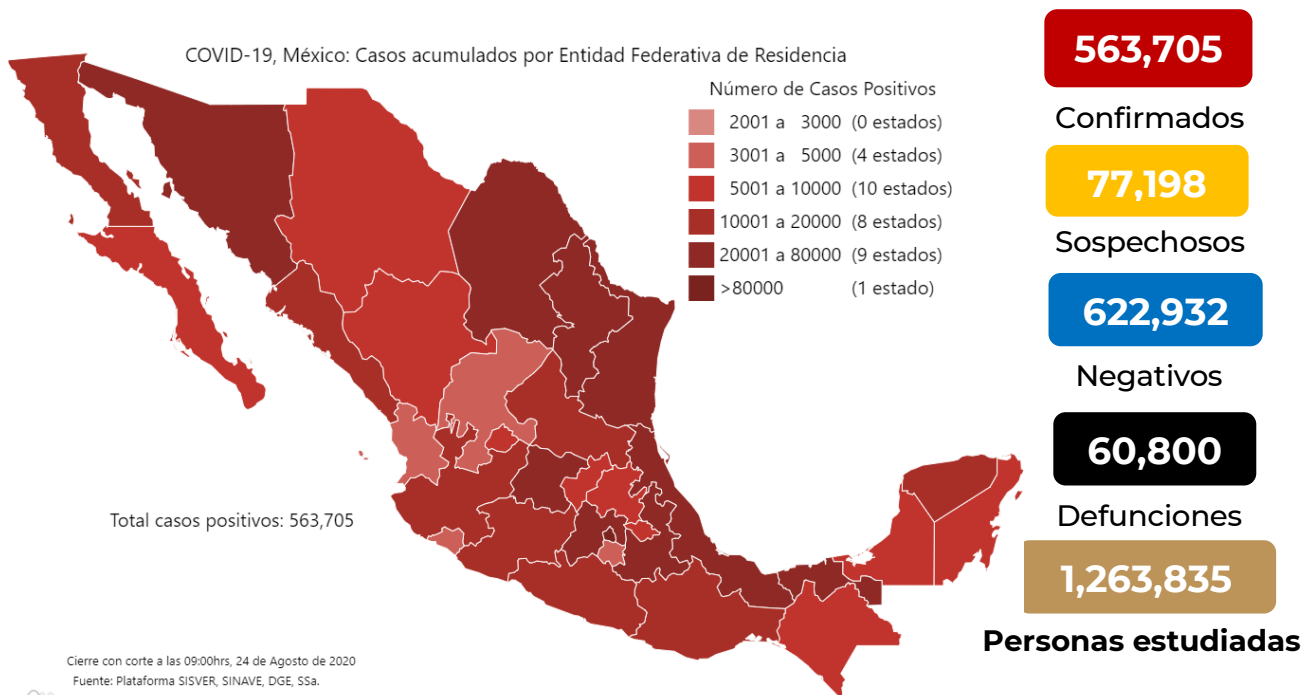 COVID-19, México: Casos acumulados por Entidad Federativa de Residencia
Número de Casos Positivos
2001 a 3000 (0 estados)
3001 a 5000 (4 estados)
5001 a 10000 (10 estados)
10001 a 20000 (8 estados)
20001 a 80000 (9 estados)
>80000 (1 estado)
Total casos positivos: 563,705
Cierre con corte a las 09:00hrs, 24 de Agosto de 2020
Fuente: Plataforma SISVER, SINAVE, DGE, SSa.
563,705
Confirmados
77,198
Sospechosos
622,932
Negativos
60,800
Defunciones
1,263,835
Personas estudiadas